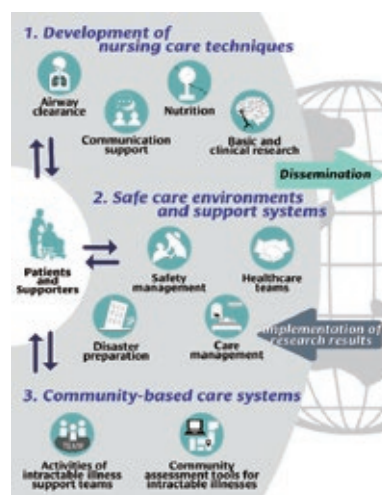 1. Development of
nursing care techniques
Airway
clearance
Nutrition
Communication
support
Basic and
clinical research
Dissemination
2. Safe care environments
and support systems
Patients
and
Supporters
Safety
management
Healthcare
teams
Disaster
preparation
Care
management
Implementation of
research results
3. Community-based care systems
TEAM
Activities of
intractable illness
support teams
Community
assessment tools for
intractable illnesses